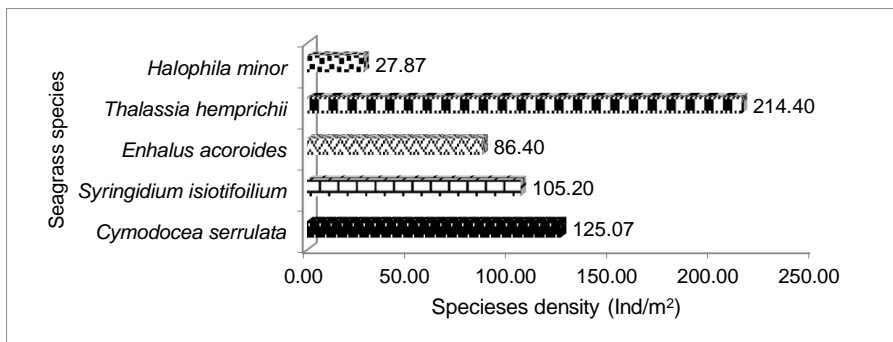 Seagrass species
Halophila minor 27.87
Thalassia hemprichii 214.40
Enhalus acoroides 86.40
Syringidium isiotifoilium 105.20
Cymodocea serrulata 125.07
0.00 50.00 100.00 150.00 200.00 250.00
Specieses density (Ind/m²)